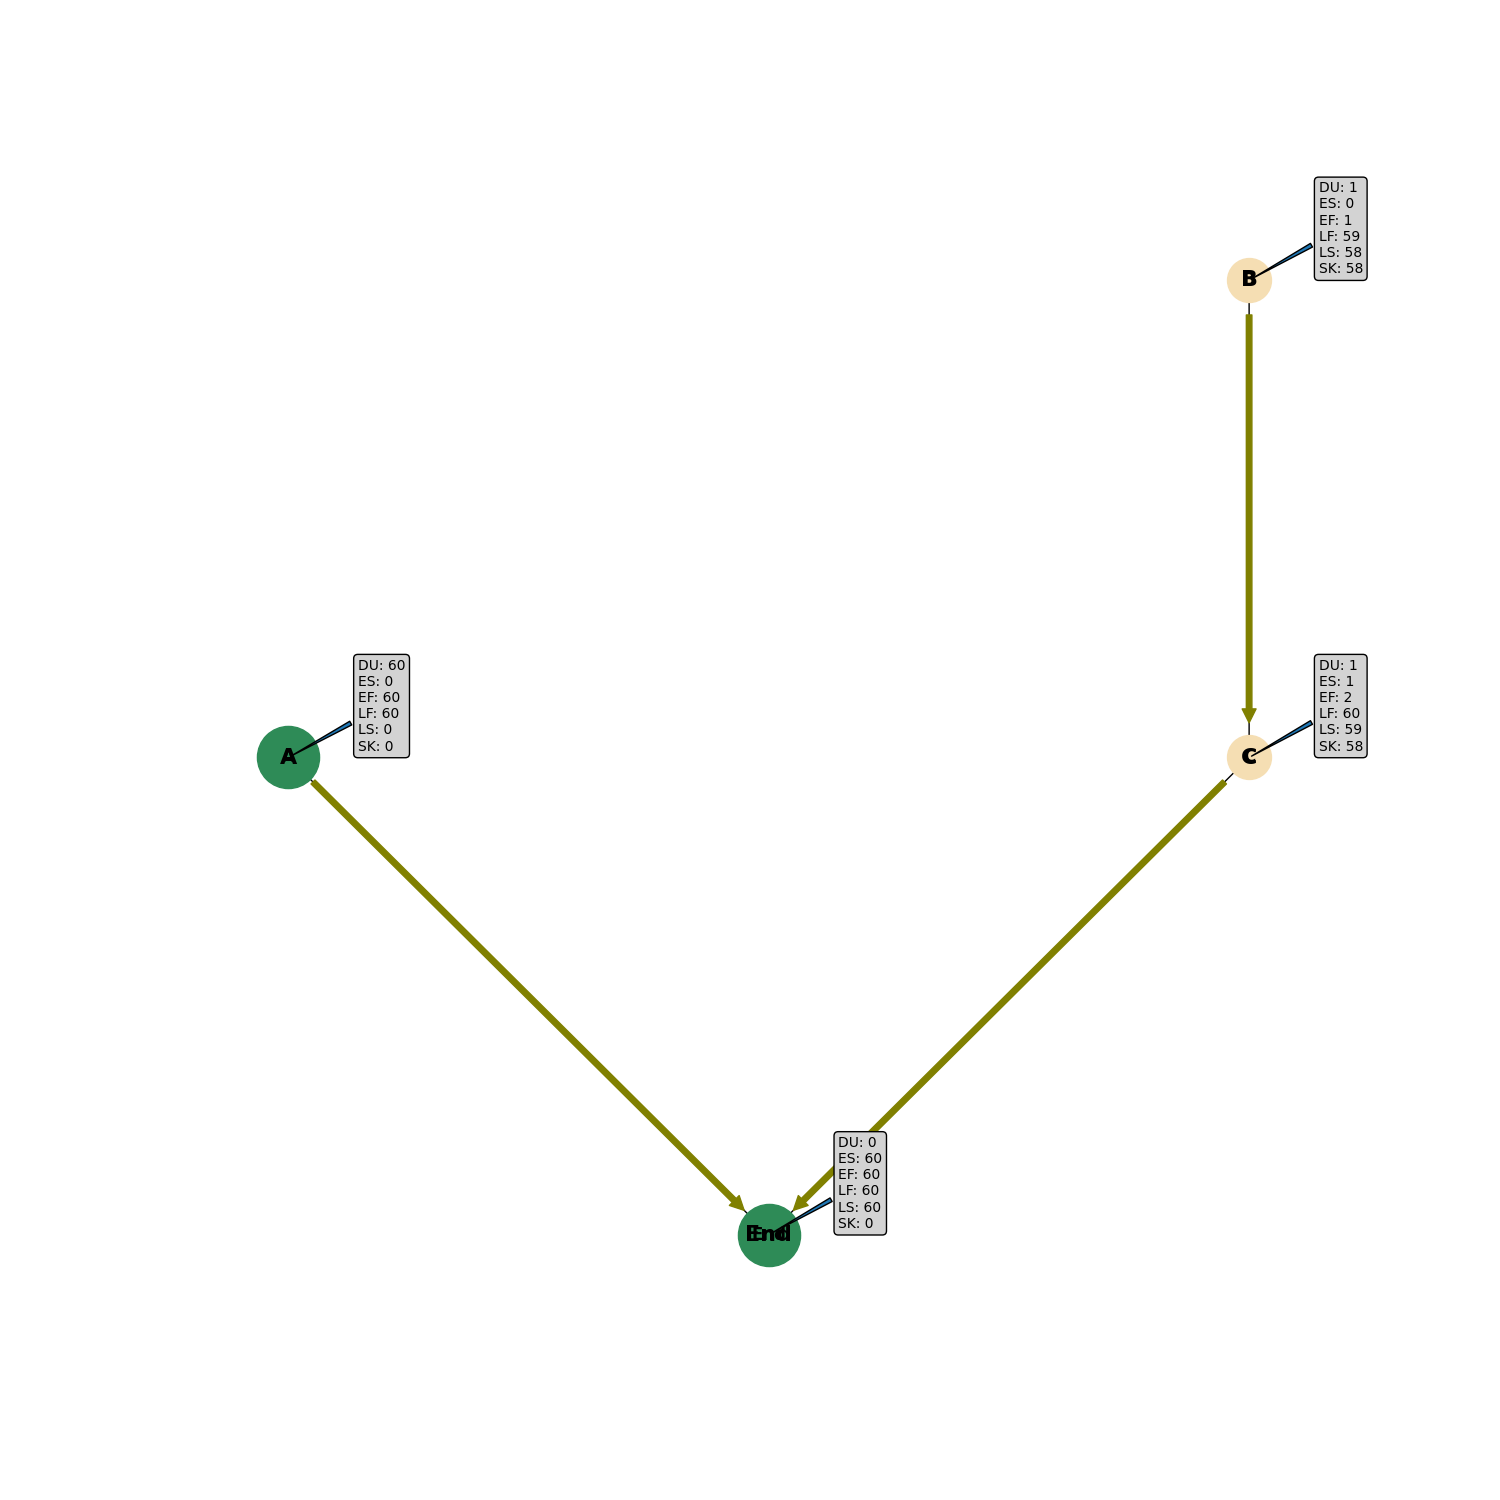 DU: 1
ES: 0
EF: 1
LF: 59
LS: 58
SK: 58
B
DU: 60
ES: 0
EF: 60
LF: 60
LS: 0
SK: 0
A
DU: 1
ES: 1
EF: 2
LF: 60
LS: 59
SK: 58
C
DU: 0
ES: 60
EF: 60
LF: 60
LS: 60
SK: 0
End